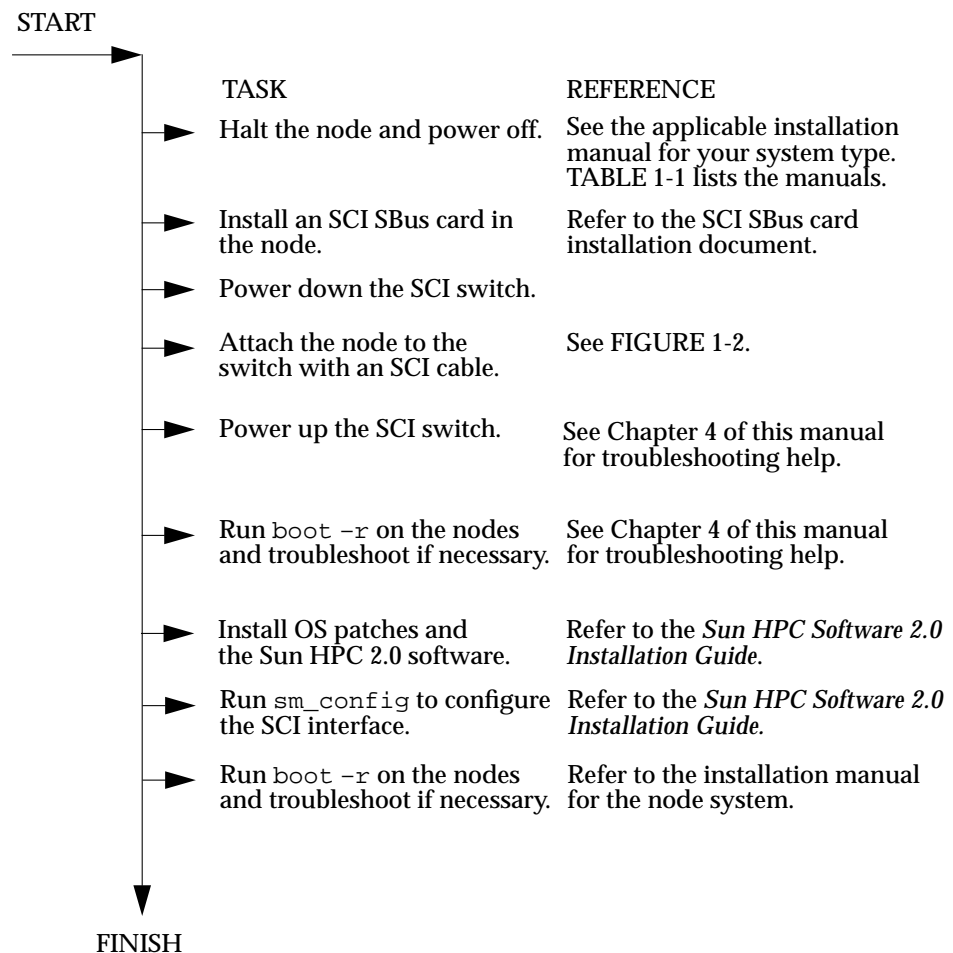 START
TASK
REFERENCE
Halt the node and power off.
See the applicable installation
manual for your system type.
TABLE 1-1 lists the manuals.
Install an SCI SBus card in
the node.
Refer to the SCI SBus card
installation document.
Power down the SCI switch.
Attach the node to the
switch with an SCI cable.
See FIGURE 1-2.
Power up the SCI switch.
See Chapter 4 of this manual
for troubleshooting help.
Run boot –r on the nodes
and troubleshoot if necessary.
See Chapter 4 of this manual
for troubleshooting help.
Install OS patches and
the Sun HPC 2.0 software.
Refer to the Sun HPC Software 2.0
Installation Guide.
Run sm_config to configure
the SCI interface.
Refer to the Sun HPC Software 2.0
Installation Guide.
Run boot –r on the nodes
and troubleshoot if necessary.
Refer to the installation manual
for the node system.
FINISH